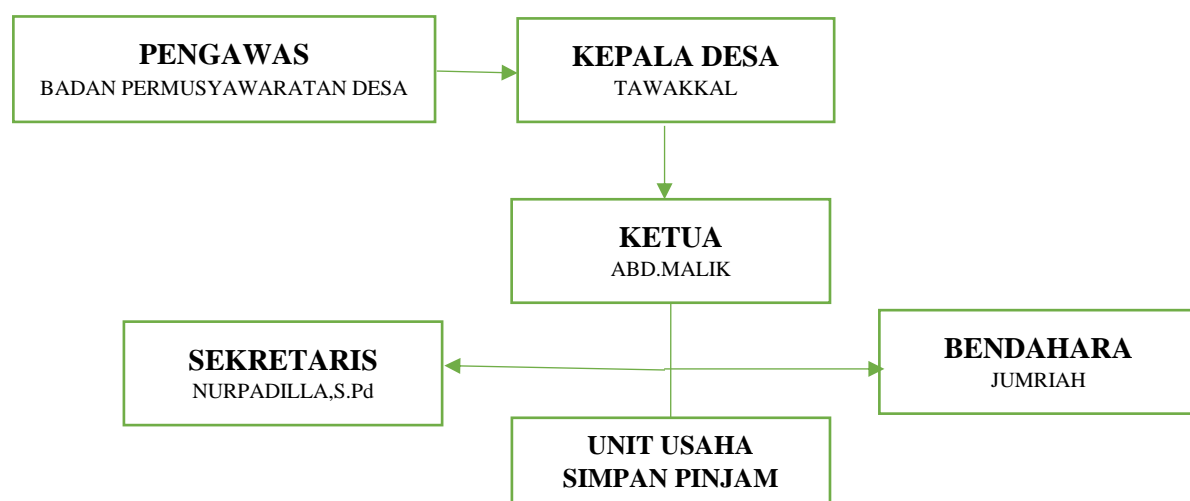 PENGAWAS
BADAN PERMUSYAWARATAN DESA
KEPALA DESA
TAWAKKAL
KETUA
ABD.MALIK
SEKRETARIS
NURPADILLA,S.Pd
BENDAHARA
JUMRIAH
UNIT USAHA
SIMPAN PINJAM